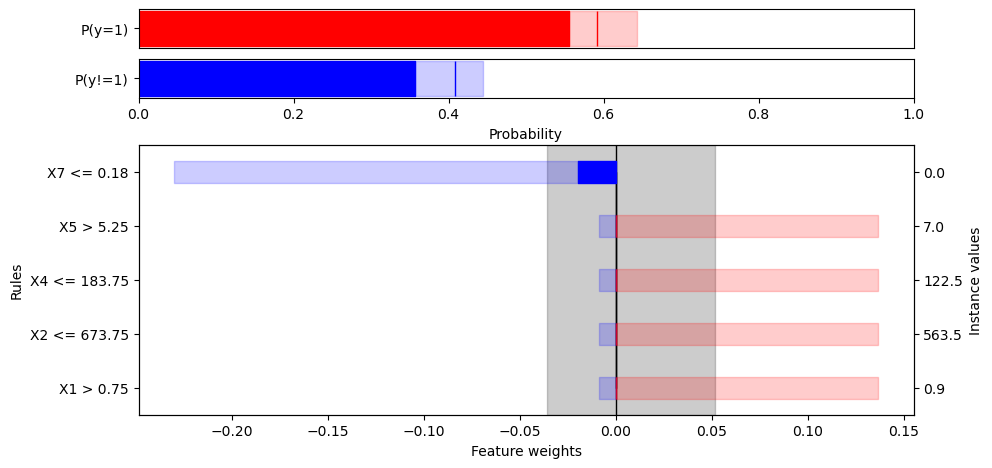 P(y=1)
P(y!=1)
0.0 0.2 0.4 0.6 0.8 1.0
Probability
X7 <= 0.18 0.0
X5 > 5.25 7.0
X4 <= 183.75 122.5
X2 <= 673.75 563.5
X1 > 0.75 0.9
Rules
Instance values
−0.20 −0.15 −0.10 −0.05 0.00 0.05 0.10 0.15
Feature weights